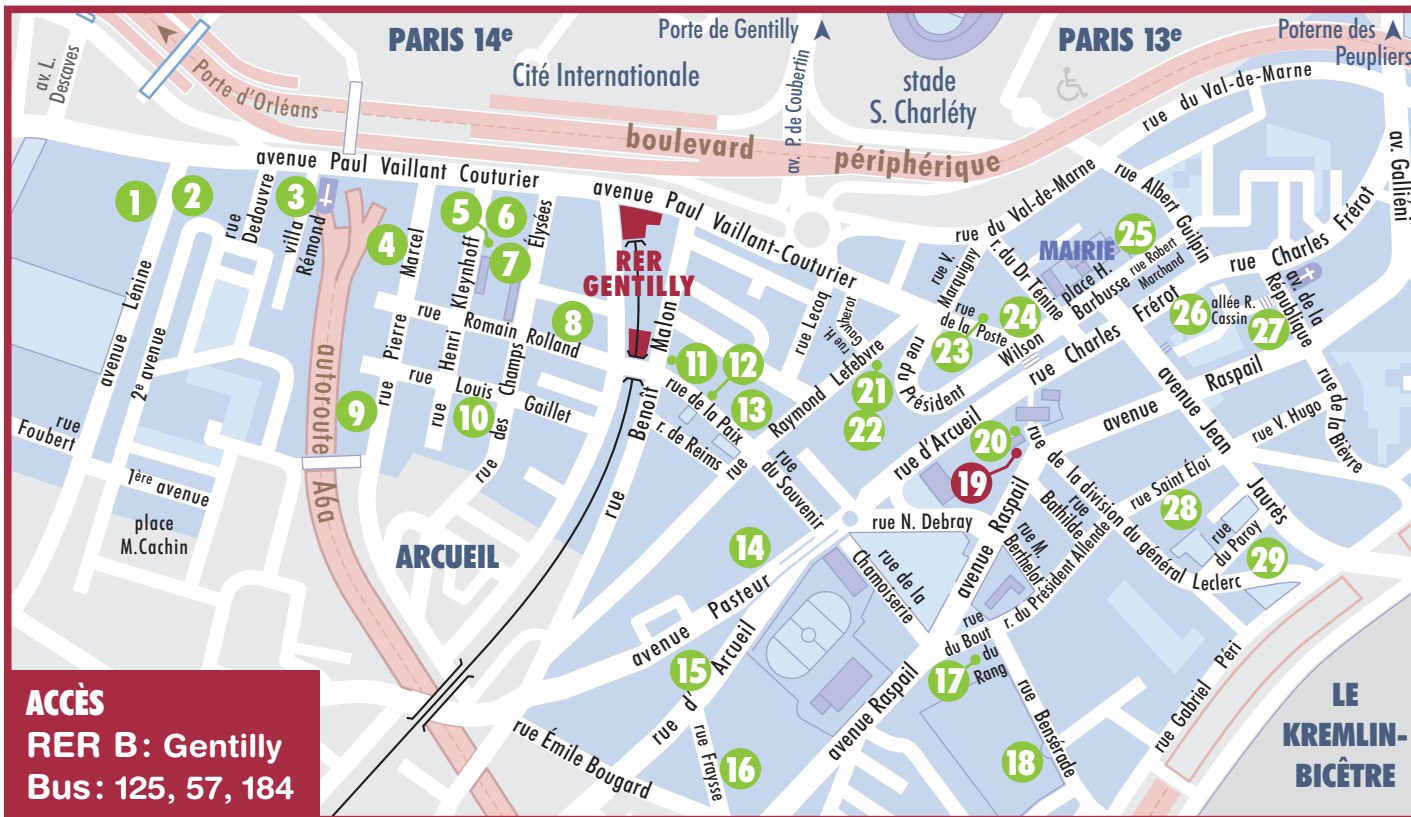 PARIS 14e
Porte de Gentilly
PARIS 13e
Poterne des
Peupliers
av. L.
Descaves
Porte d'Orléans
Cité Internationale
av. P. de Coubertin
stade
S. Charléty
rue du Val-de-Marne
boulevard périphérique
av. Galliéni
avenue Paul Vaillant Couturier
avenue Paul Vaillant-Couturier
rue du Val-de-Marne
rue Albert Guilpin
1
2
3
4
5
6
7
8
9
10
11
12
13
14
15
16
17
18
19
20
21
22
23
24
25
26
27
28
29
rue
Dedouvre
villa
Rémond
rue Pierre Marcel
rue Henri Kleynhoff
rue des Champs Élysées
RER
GENTILLY
rue Benoît Malon
rue Romain Rolland
rue Louis Gaillet
avenue Lénine
2e avenue
rue
Foubert
1ère avenue
place
M.Cachin
autoroute A6a
ARCUEIL
rue Lecoq
rue H.
Gautherot
rue V.
Marquigny
r. du Dr Ténine
MAIRIE
place H.
Barbusse
rue Robert
Marchand
rue Charles Frérot
rue Charles Frérot
allée R.
Cassin
av. de la
République
rue
de la Poste
rue du Président Wilson
rue Raymond Lefebvre
rue de la Paix
r. de Reims
rue
du Souvenir
rue d'Arcueil
avenue Raspail
avenue Jean Jaurès
rue V. Hugo
rue de la Bièvre
rue Saint Éloi
rue de la division du général Leclerc
rue
Bathilde
rue M.
Berthelot
r. du Président Allende
rue
du Paroy
rue N. Debray
rue de la
Chamoiserie
avenue Raspail
avenue Pasteur
rue d'Arcueil
rue
du Bout
du
Rang
rue Bensérade
rue Gabriel Péri
avenue Raspail
rue Émile Bougard
rue Fraysse
LE
KREMLIN-
BICÊTRE
ACCÈS
RER B: Gentilly
Bus: 125, 57, 184